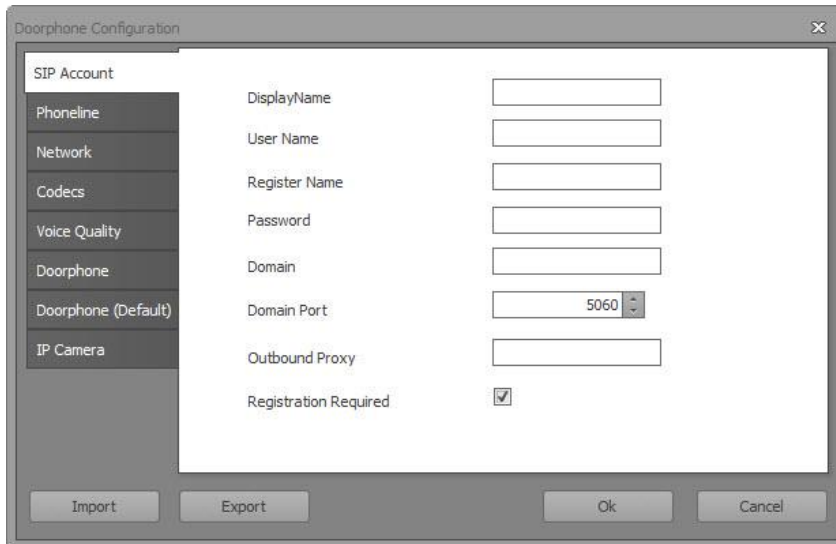 Doorphone Configuration
SIP Account
Phoneline
Network
Codecs
Voice Quality
Doorphone
Doorphone (Default)
IP Camera
DisplayName
User Name
Register Name
Password
Domain
Domain Port 5060
Outbound Proxy
Registration Required
Import Export Ok Cancel